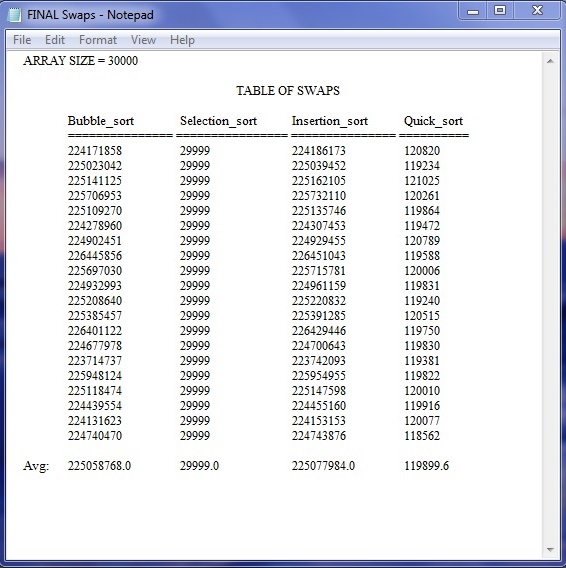 FINAL Swaps - Notepad
File Edit Format View Help
ARRAY SIZE = 30000
TABLE OF SWAPS
Bubble_sort Selection_sort Insertion_sort Quick_sort
=============== ================ =============== ==========
224171858 29999 224186173 120820
225023042 29999 225039452 119234
225141125 29999 225162105 121025
225706953 29999 225732110 120261
225109270 29999 225135746 119864
224278960 29999 224307453 119472
224902451 29999 224929455 120789
226445856 29999 226451043 119588
225697030 29999 225715781 120006
224932993 29999 224961159 119831
225208640 29999 225220832 119240
225385457 29999 225391285 120515
226401122 29999 226429446 119750
224677978 29999 224700643 119830
223714737 29999 223742093 119381
225948124 29999 225954955 119822
225118474 29999 225147598 120010
224439554 29999 224455160 119916
224131623 29999 224153153 120077
224740470 29999 224743876 118562
Avg: 225058768.0 29999.0 225077984.0 119899.6